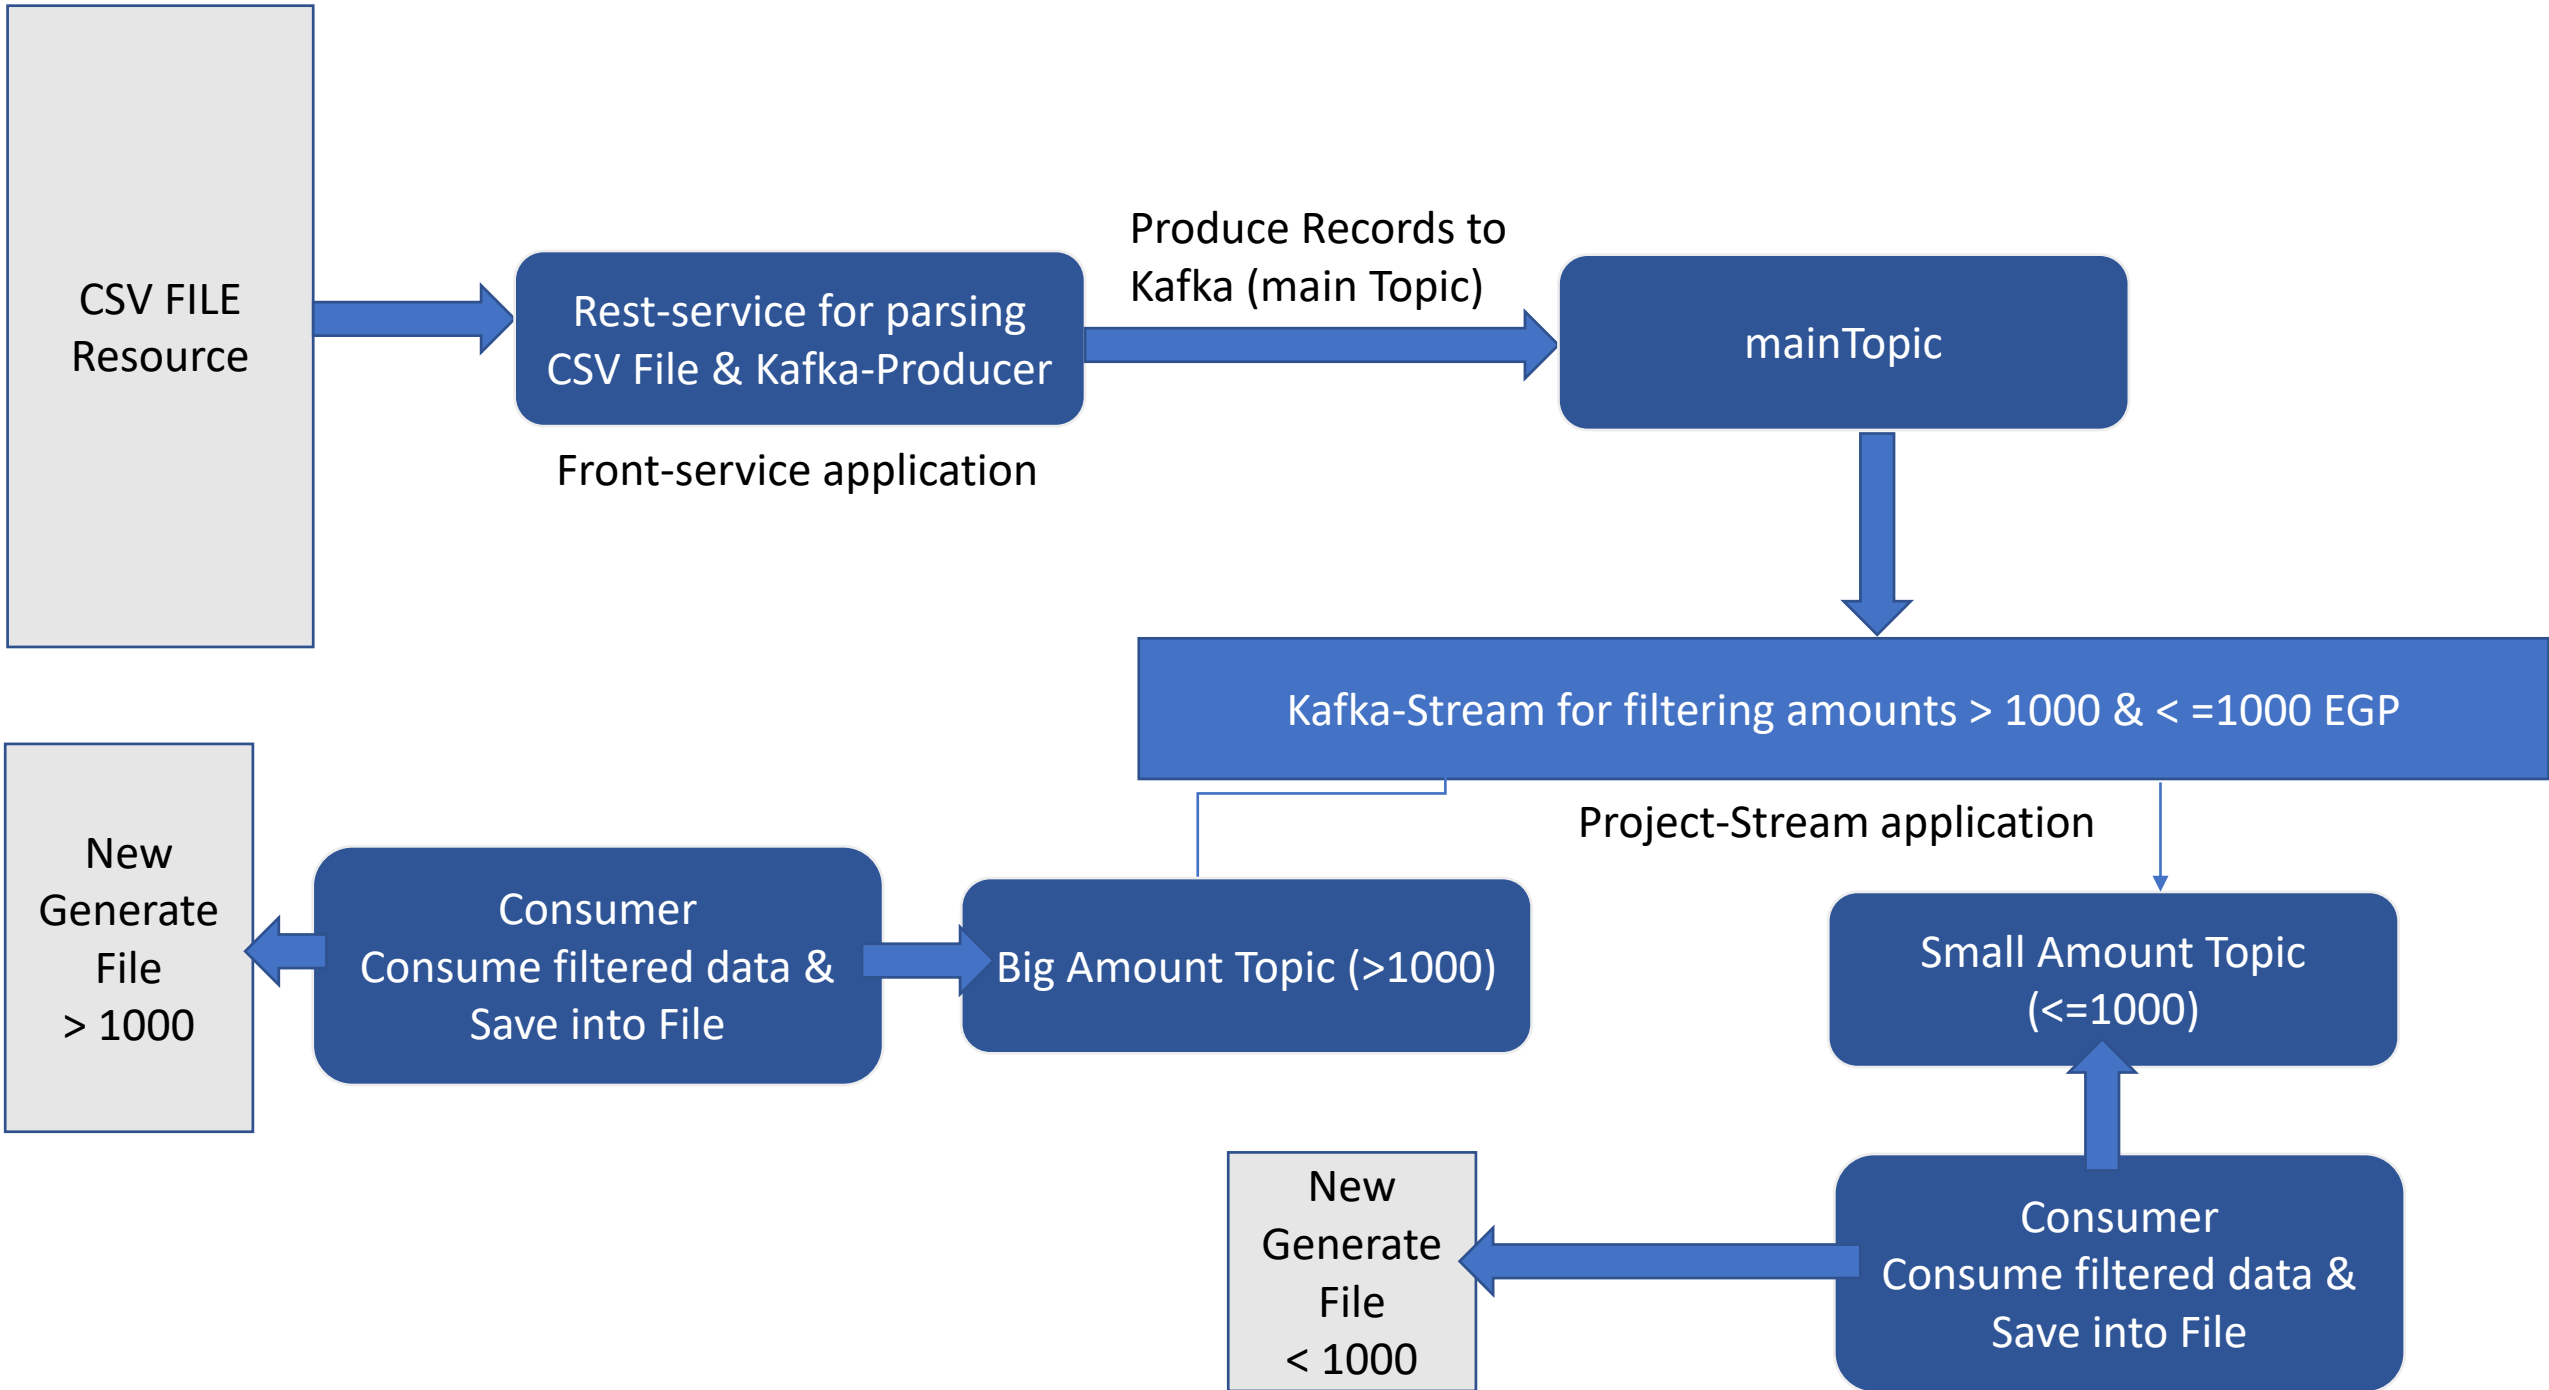 CSV FILE
Resource
Rest-service for parsing
CSV File & Kafka-Producer
Front-service application
Produce Records to
Kafka (main Topic)
mainTopic
Kafka-Stream for filtering amounts > 1000 & < =1000 EGP
Project-Stream application
New
Generate
File
> 1000
Consumer
Consume filtered data &
Save into File
Big Amount Topic (>1000)
Small Amount Topic
(<=1000)
New
Generate
File
< 1000
Consumer
Consume filtered data &
Save into File